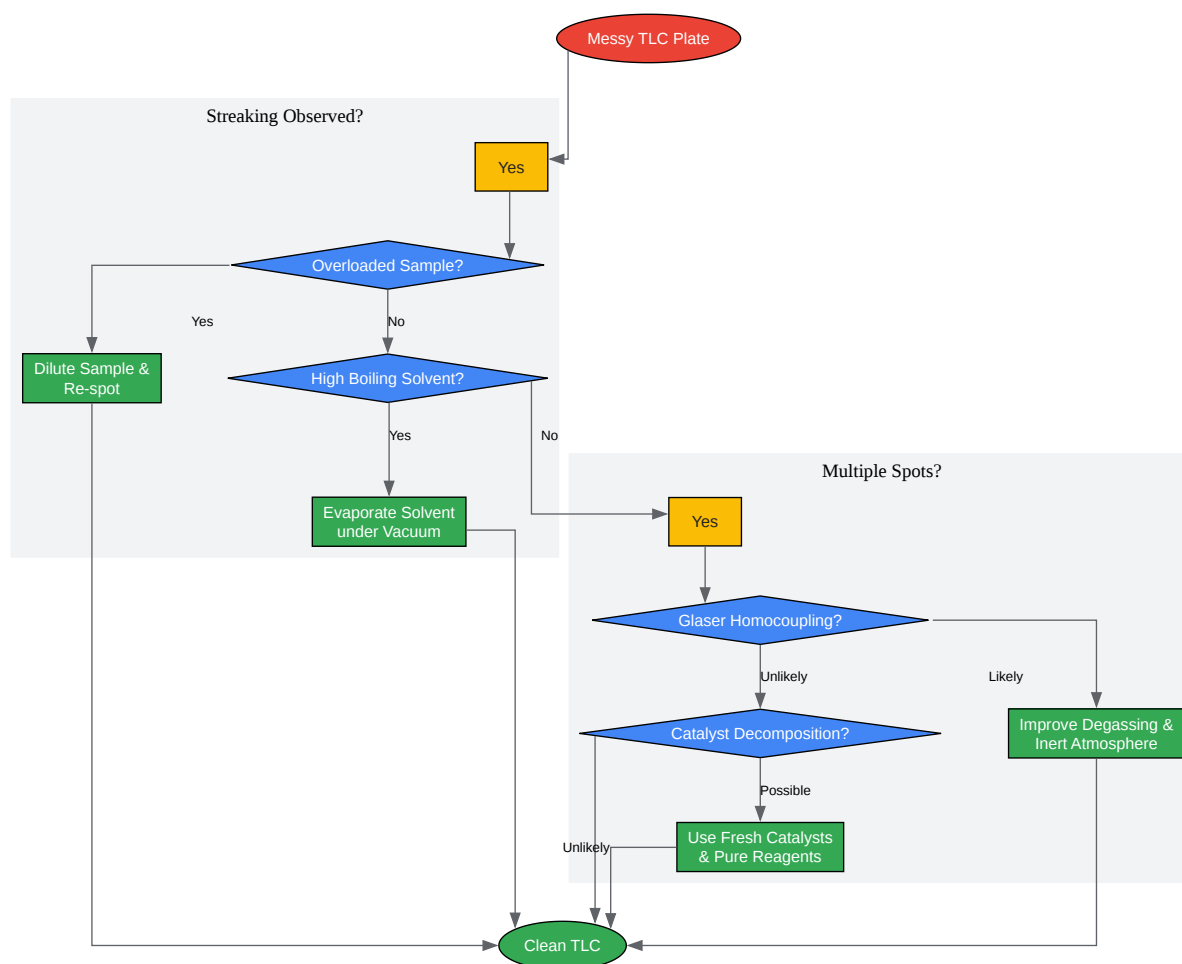 Messy TLC Plate
Streaking Observed?
Yes
Overloaded Sample?
Yes
No
Dilute Sample &
Re-spot
High Boiling Solvent?
Yes
No
Evaporate Solvent
under Vacuum
Multiple Spots?
Yes
Glaser Homocoupling?
Unlikely
Likely
Improve Degassing &
Inert Atmosphere
Catalyst Decomposition?
Possible
Use Fresh Catalysts
& Pure Reagents
Unlikely
Clean TLC